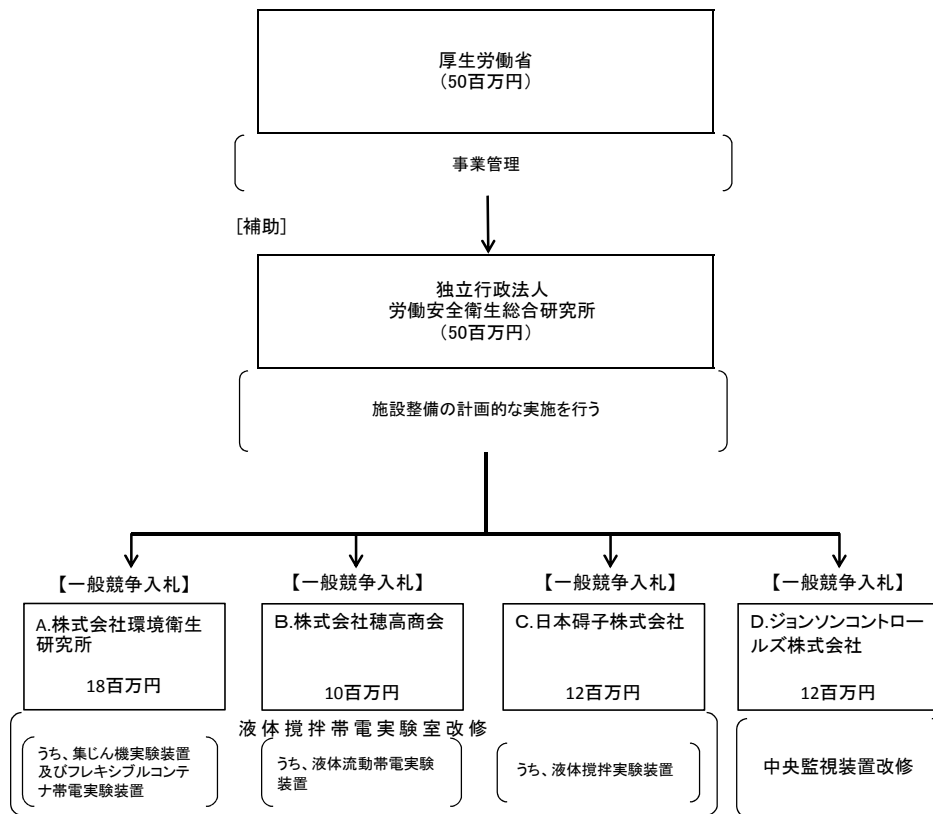 厚生労働省
（50百万円）
事業管理
［補助］
独立行政法人
労働安全衛生総合研究所
（50百万円）
施設整備の計画的な実施を行う
【一般競争入札】
【一般競争入札】
【一般競争入札】
【一般競争入札】
A.株式会社環境衛生
研究所
18百万円
B.株式会社穂高商会
10百万円
C.日本碍子株式会社
12百万円
D.ジョンソンコントロー
ルズ株式会社
12百万円
液体撹拌帯電実験室改修
うち、集じん機実験装置
及びフレキシブルコンテ
ナ帯電実験装置
うち、液体流動帯電実験
装置
うち、液体撹拌実験装置
中央監視装置改修